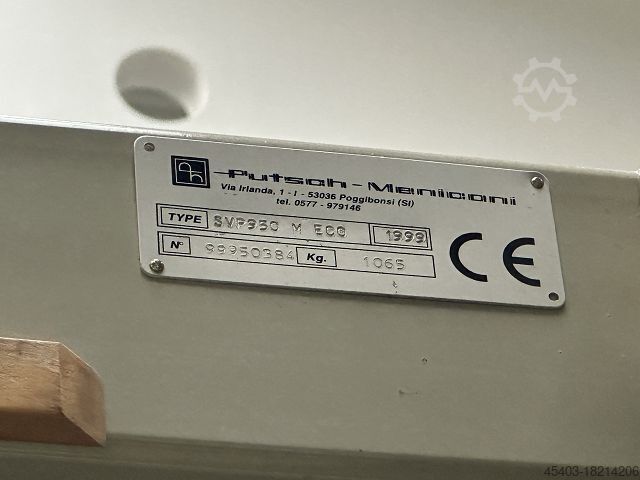 Putsch-Meniconi
Via Irlanda, 1 - I - 53036 Poggibonsi (SI)
tel. 0577 - 979146
TYPE SVP950 M ECO 1999
N° 99950384 Kg. 1065
CE
45403-18214206